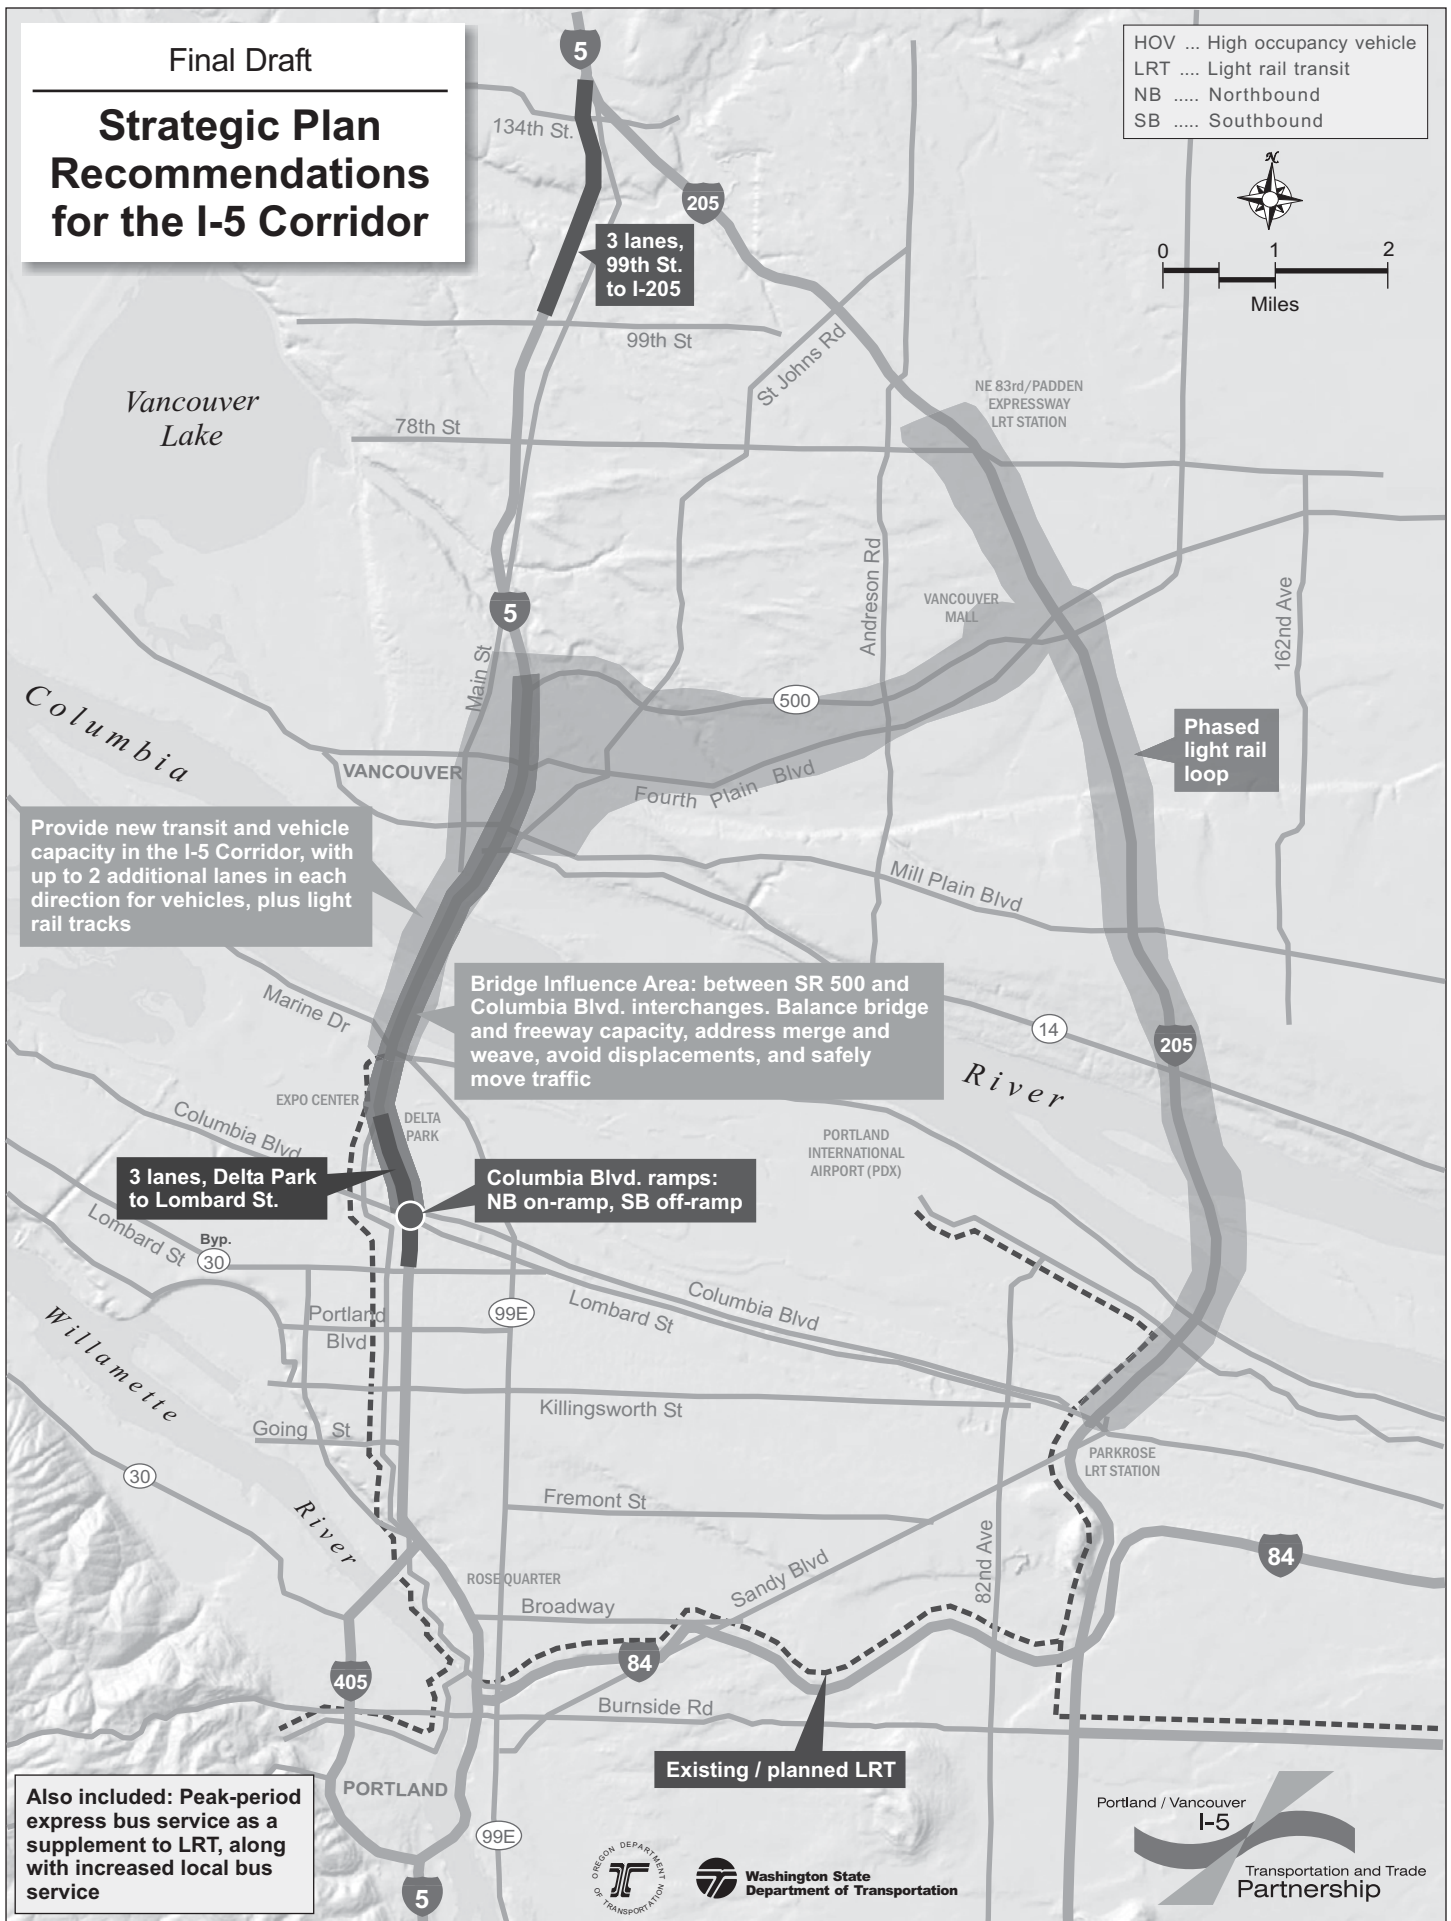 Final Draft
Strategic Plan
Recommendations
for the I-5 Corridor
HOV ... High occupancy vehicle
LRT .... Light rail transit
NB ..... Northbound
SB ..... Southbound
N
0 1 2
Miles
5
134th St.
205
3 lanes,
99th St.
to I-205
99th St
St Johns Rd
Vancouver
Lake
78th St
NE 83rd/PADDEN
EXPRESSWAY
LRT STATION
5
Main St
Andreson Rd
VANCOUVER
MALL
162nd Ave
500
Columbia
VANCOUVER
Fourth Plain Blvd
Phased
light rail
loop
Provide new transit and vehicle
capacity in the I-5 Corridor, with
up to 2 additional lanes in each
direction for vehicles, plus light
rail tracks
Mill Plain Blvd
Bridge Influence Area: between SR 500 and
Columbia Blvd. interchanges. Balance bridge
and freeway capacity, address merge and
weave, avoid displacements, and safely
move traffic
Marine Dr
14
205
River
EXPO CENTER
DELTA
PARK
Columbia Blvd
PORTLAND
INTERNATIONAL
AIRPORT (PDX)
3 lanes, Delta Park
to Lombard St.
Columbia Blvd. ramps:
NB on-ramp, SB off-ramp
Lombard St
Byp.
30
Portland
Blvd
99E
Lombard St
Columbia Blvd
Willamette
Killingsworth St
Going St
30
PARKROSE
LRT STATION
River
Fremont St
82nd Ave
84
ROSE QUARTER
Broadway
Sandy Blvd
84
405
Burnside Rd
Existing / planned LRT
PORTLAND
Also included: Peak-period
express bus service as a
supplement to LRT, along
with increased local bus
service
99E
5
OREGON DEPARTMENT
OF TRANSPORTATION
Washington State
Department of Transportation
Portland / Vancouver
I-5
Transportation and Trade
Partnership